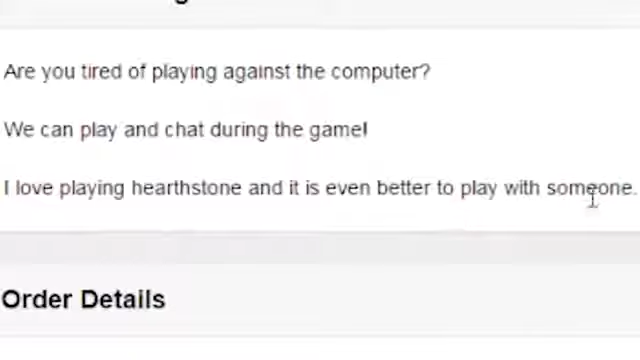 Are you tired of playing against the computer?
We can play and chat during the game!
I love playing hearthstone and it is even better to play with someone.
Order Details